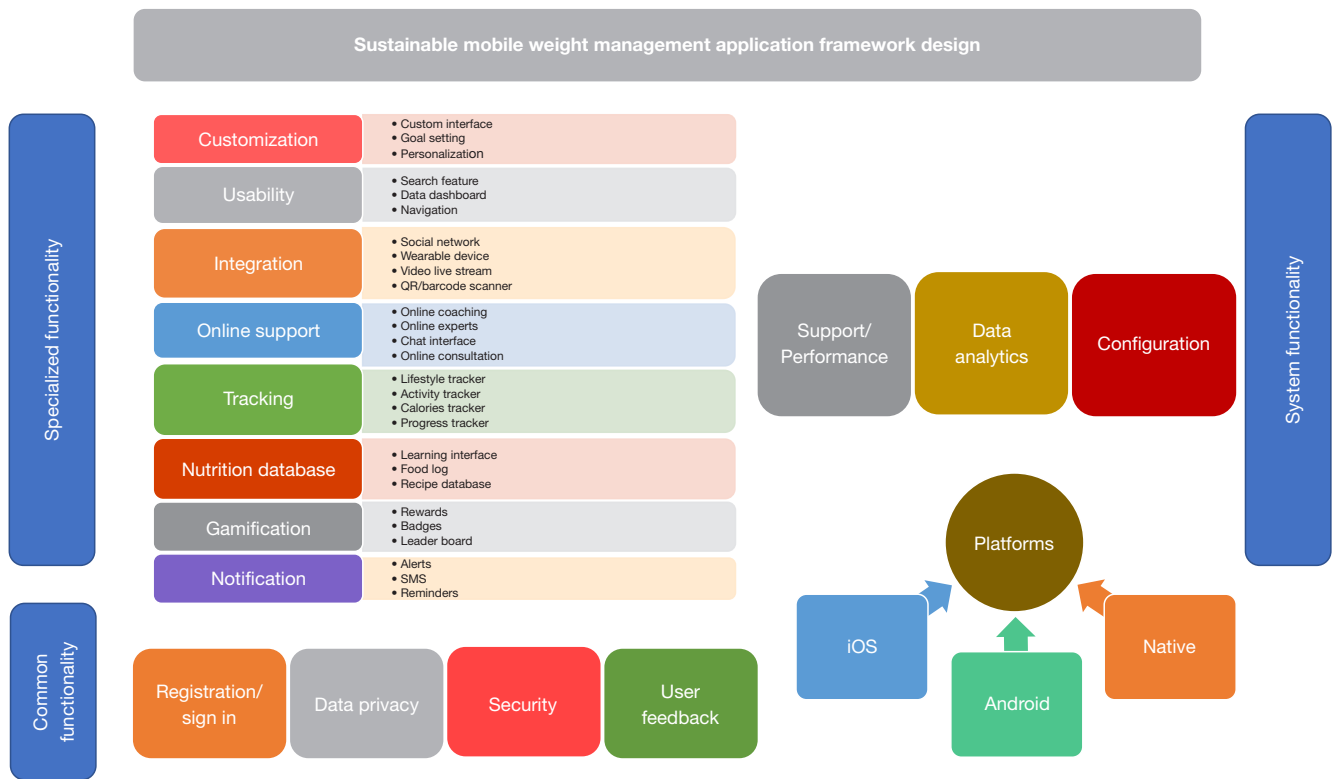 Sustainable mobile weight management application framework design
Specialized functionality
Customization
• Custom interface
• Goal setting
• Personalization
Usability
• Search feature
• Data dashboard
• Navigation
Integration
• Social network
• Wearable device
• Video live stream
• QR/barcode scanner
Online support
• Online coaching
• Online experts
• Chat interface
• Online consultation
Tracking
• Lifestyle tracker
• Activity tracker
• Calories tracker
• Progress tracker
Nutrition database
• Learning interface
• Food log
• Recipe database
Gamification
• Rewards
• Badges
• Leader board
Notification
• Alerts
• SMS
• Reminders
Common
functionality
Registration/
sign in
Data privacy
Security
User
feedback
System functionality
Support/
Performance
Data
analytics
Configuration
Platforms
iOS
Android
Native